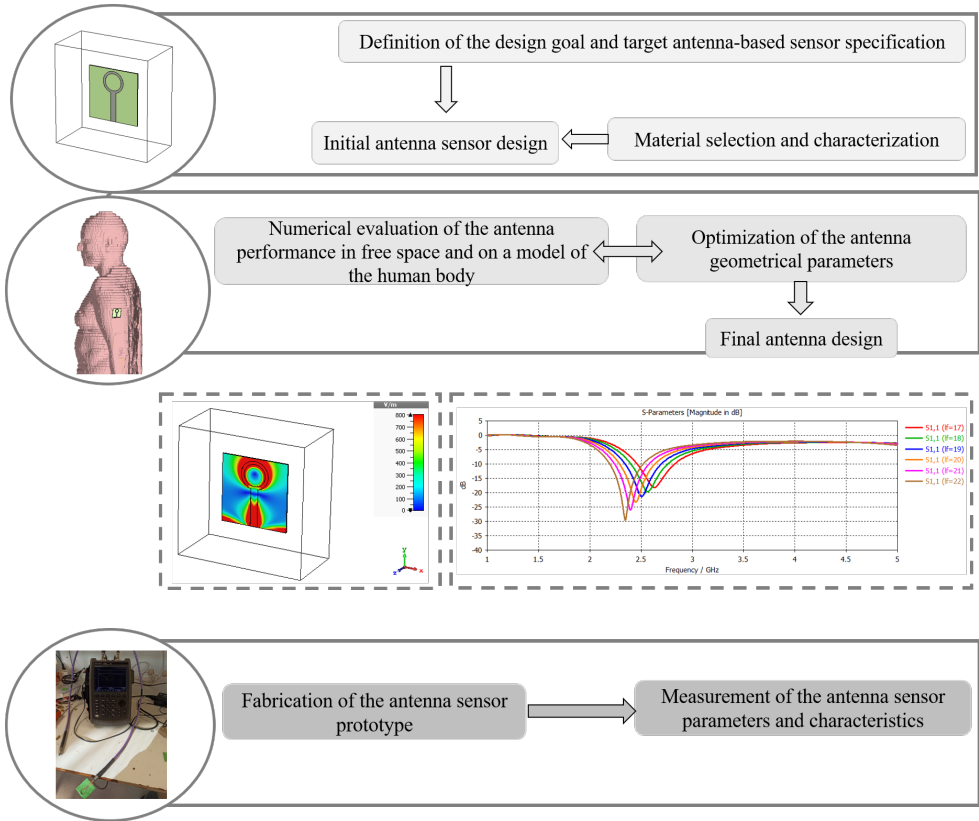 Definition of the design goal and target antenna-based sensor specification
Initial antenna sensor design
Material selection and characterization
Numerical evaluation of the antenna
performance in free space and on a model of
the human body
Optimization of the antenna
geometrical parameters
Final antenna design
V/m
800
700
600
500
400
300
200
100
0
y
z
x
S-Parameters [Magnitude in dB]
5
0
-5
-10
-15
-20
-25
-30
-35
-40
dB
1
1.5
2
2.5
3
3.5
4
4.5
5
Frequency / GHz
S1,1 (lf=17)
S1,1 (lf=18)
S1,1 (lf=19)
S1,1 (lf=20)
S1,1 (lf=21)
S1,1 (lf=22)
Fabrication of the antenna sensor
prototype
Measurement of the antenna sensor
parameters and characteristics